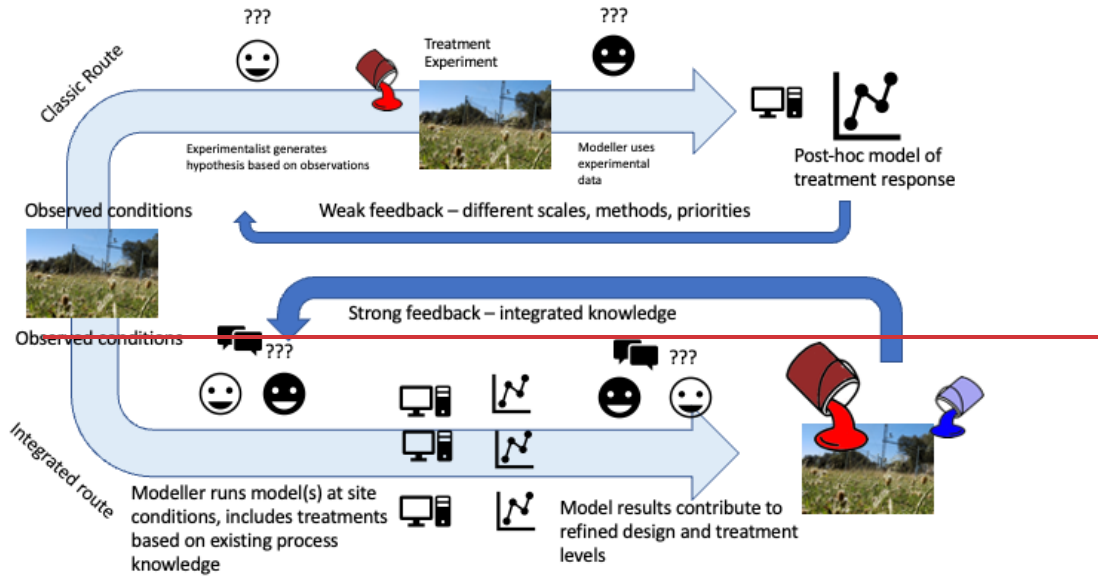 ???
???
Classic Route
Treatment
Experiment
Experimentalist generates
hypothesis based on observations
Modeller uses
experimental
data
Post-hoc model of
treatment response
Observed conditions
Weak feedback – different scales, methods, priorities
Strong feedback – integrated knowledge
Observed conditions
???
???
Integrated route
Modeller runs model(s) at site
conditions, includes treatments
based on existing process
knowledge
Model results contribute to
refined design and treatment
levels